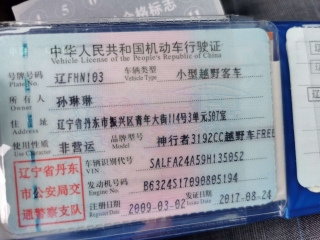 中华人民共和国机动车行驶证
Vehicle License of the People's Republic of China
号牌号码 辽FHN103 车辆类型 小型越野客车
Plate No. Vehicle Type
所有人 孙琳琳
Owner
住址 辽宁省丹东市振兴区青年大街114号3单元507室
Address
使用性质 非营运 品牌型号 神行者3192CC越野车FREE
Use Character Model
车辆识别代号 SALFA24A59H135052
VIN
发动机号码 B6324S17090805194
Engine No.
注册日期 2009-03-02 发证日期 2017-08-24
Register Date Issue Date
辽宁省丹东
市公安局交
通警察支队